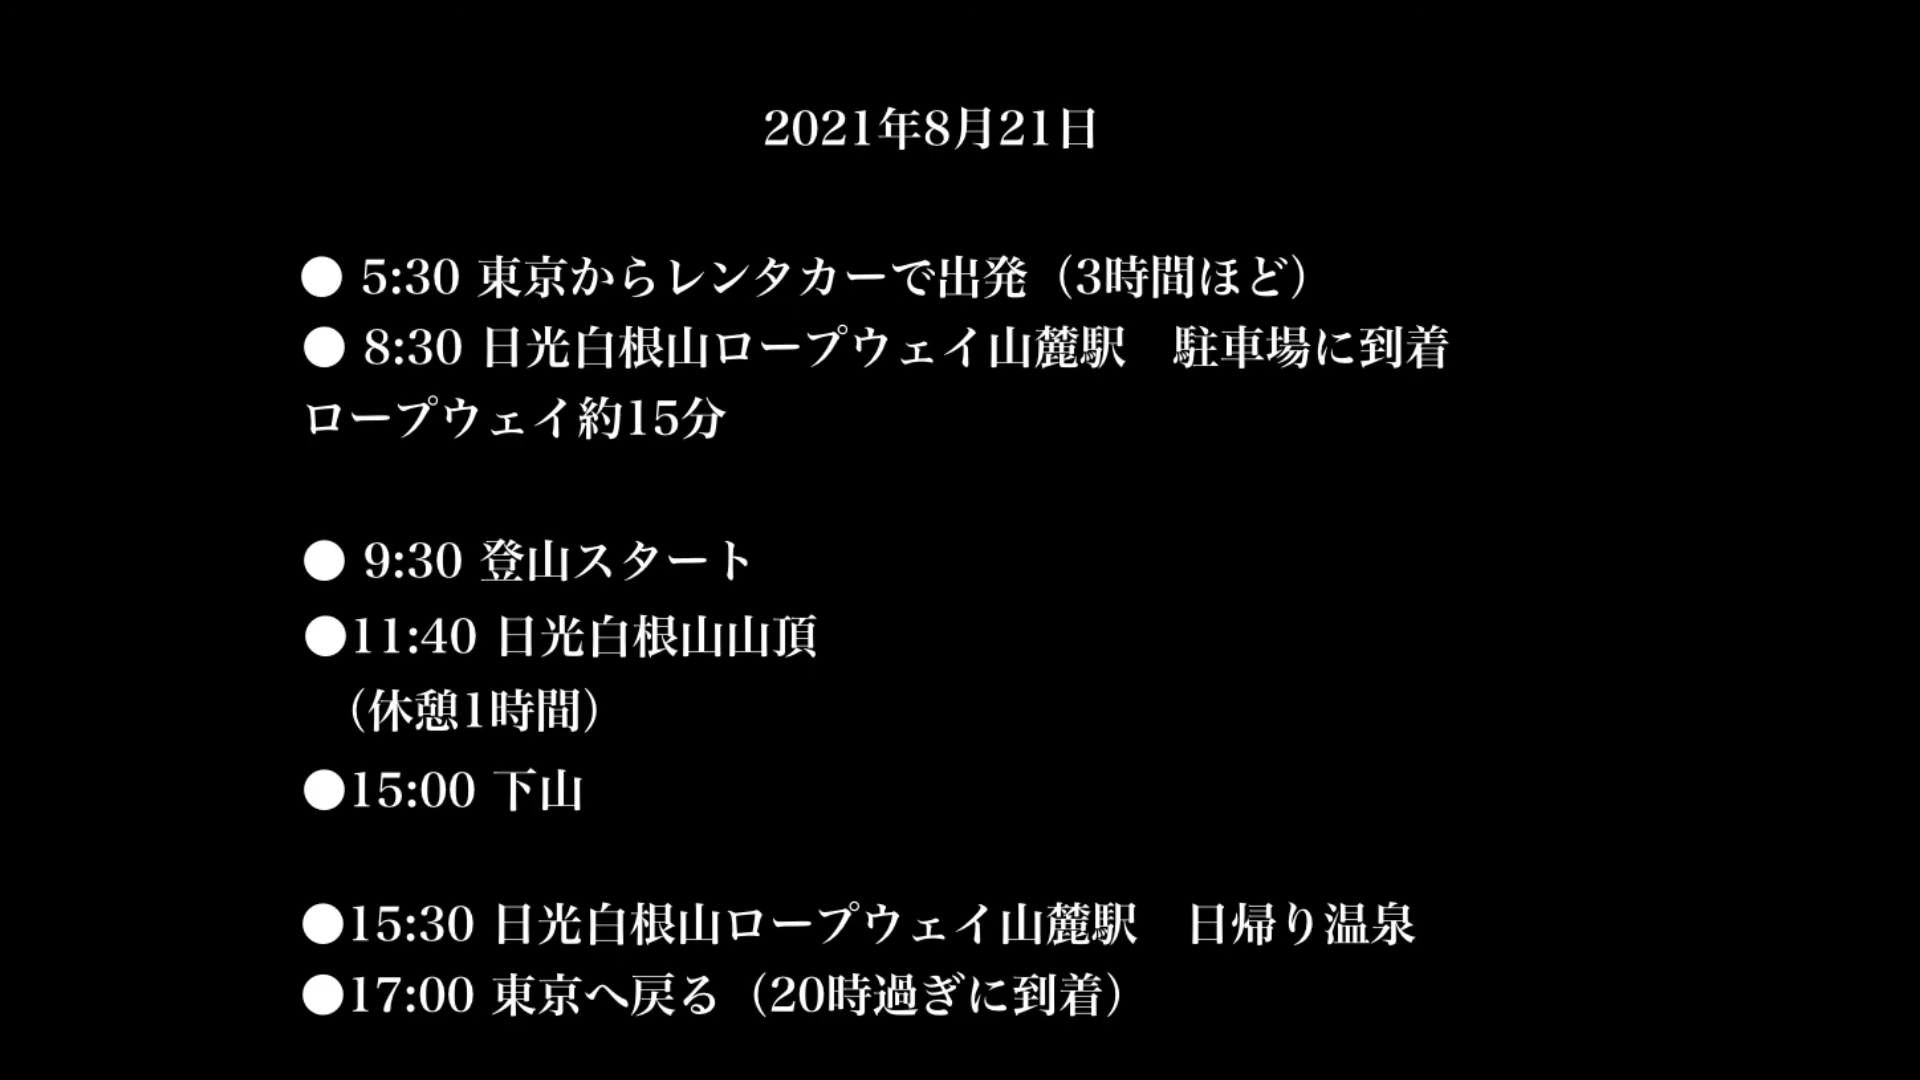 2021年8月21日
● 5:30 東京からレンタカーで出発（3時間ほど）
● 8:30 日光白根山ロープウェイ山麓駅　駐車場に到着
ロープウェイ約15分
● 9:30 登山スタート
●11:40 日光白根山山頂
（休憩1時間）
●15:00 下山
●15:30 日光白根山ロープウェイ山麓駅　日帰り温泉
●17:00 東京へ戻る（20時過ぎに到着）